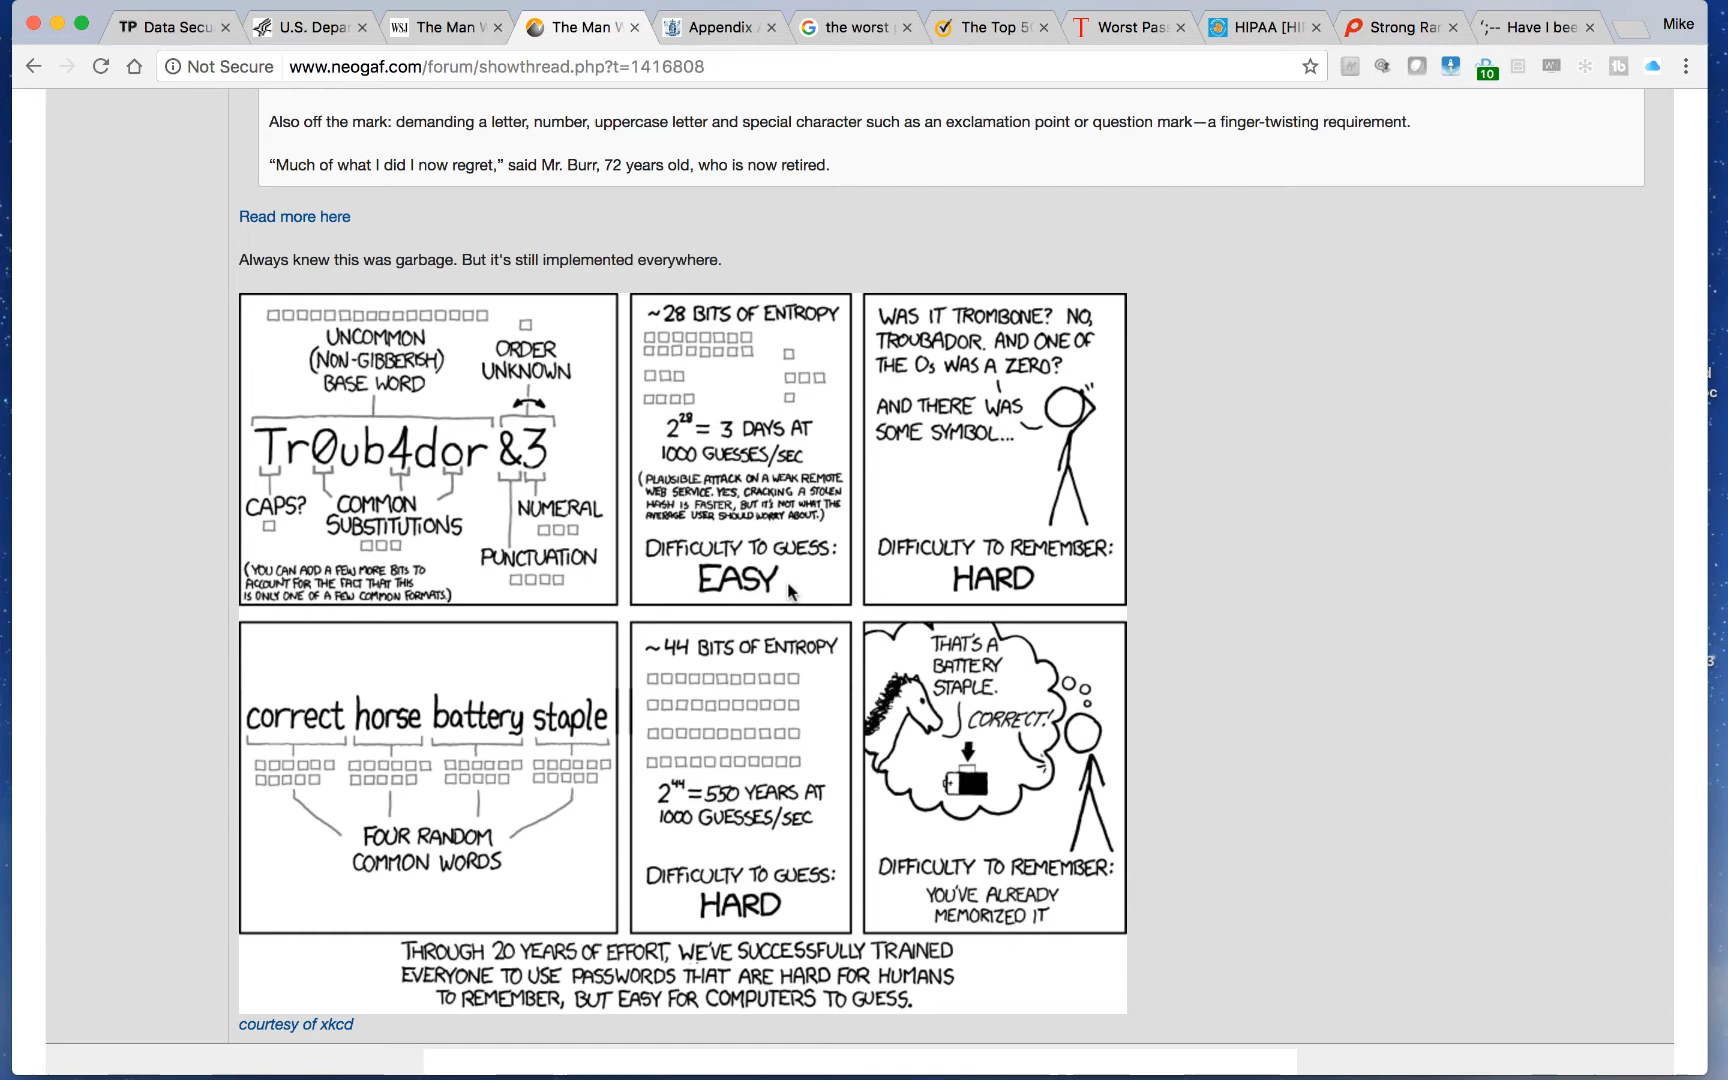 TP Data Secu
U.S. Depar
WSJ The Man W
The Man W
Appendix A
the worst p
The Top 50
Worst Pass
HIPAA [HIP
Strong Ran
';-- Have I bee
Mike
Not Secure
www.neogaf.com/forum/showthread.php?t=1416808
10
Also off the mark: demanding a letter, number, uppercase letter and special character such as an exclamation point or question mark—a finger-twisting requirement.
“Much of what I did I now regret,” said Mr. Burr, 72 years old, who is now retired.
Read more here
Always knew this was garbage. But it's still implemented everywhere.
UNCOMMON
(NON-GIBBERISH)
BASE WORD
ORDER
UNKNOWN
Tr0ub4dor &3
CAPS?
COMMON
SUBSTITUTIONS
NUMERAL
PUNCTUATION
(YOU CAN ADD A FEW MORE BITS TO
ACCOUNT FOR THE FACT THAT THIS
IS ONLY ONE OF A FEW COMMON FORMATS.)
~28 BITS OF ENTROPY
2^28 = 3 DAYS AT
1000 GUESSES/SEC
(PLAUSIBLE ATTACK ON A WEAK REMOTE
WEB SERVICE. YES, CRACKING A STOLEN
HASH IS FASTER, BUT IT'S NOT WHAT THE
AVERAGE USER SHOULD WORRY ABOUT.)
DIFFICULTY TO GUESS:
EASY
WAS IT TROMBONE? NO,
TROUBADOR. AND ONE OF
THE Os WAS A ZERO?
AND THERE WAS
SOME SYMBOL...
DIFFICULTY TO REMEMBER:
HARD
correct horse battery staple
FOUR RANDOM
COMMON WORDS
~44 BITS OF ENTROPY
2^44 = 550 YEARS AT
1000 GUESSES/SEC
DIFFICULTY TO GUESS:
HARD
THAT'S A
BATTERY
STAPLE.
CORRECT!
DIFFICULTY TO REMEMBER:
YOU'VE ALREADY
MEMORIZED IT
THROUGH 20 YEARS OF EFFORT, WE'VE SUCCESSFULLY TRAINED
EVERYONE TO USE PASSWORDS THAT ARE HARD FOR HUMANS
TO REMEMBER, BUT EASY FOR COMPUTERS TO GUESS.
courtesy of xkcd